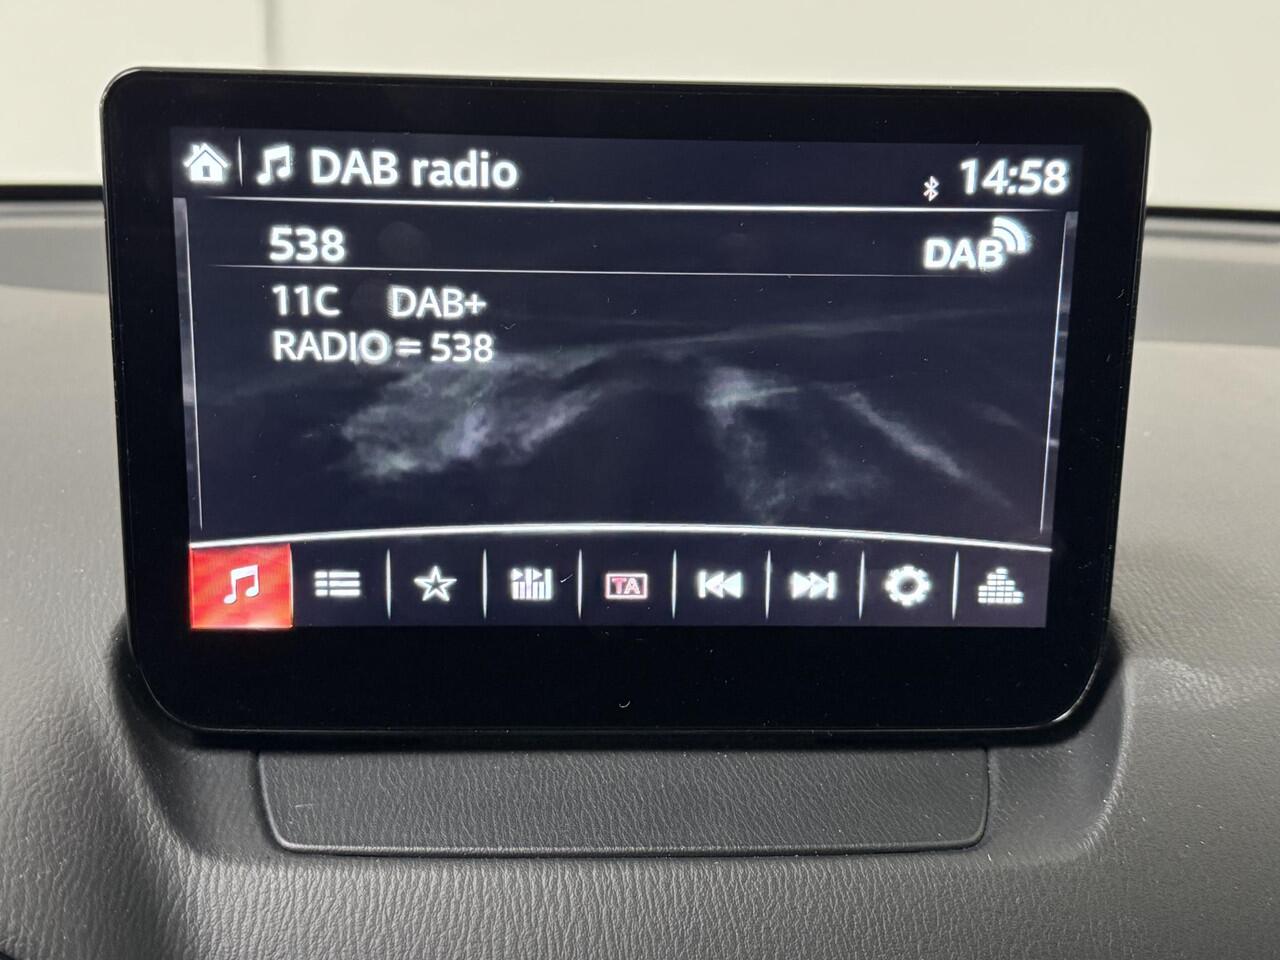 DAB radio 14:58
538 DAB
11C DAB+
RADIO = 538
TA